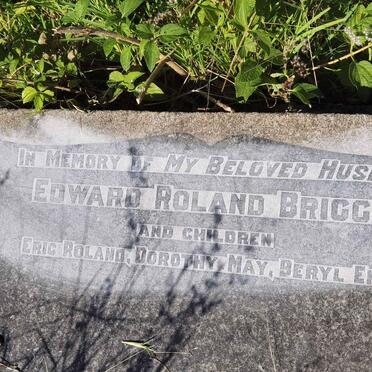 IN MEMORY OF MY BELOVED HUS
EDWARD ROLAND BRIGG
AND CHILDREN
ERIC ROLAND, DOROTHY MAY, BERYL E